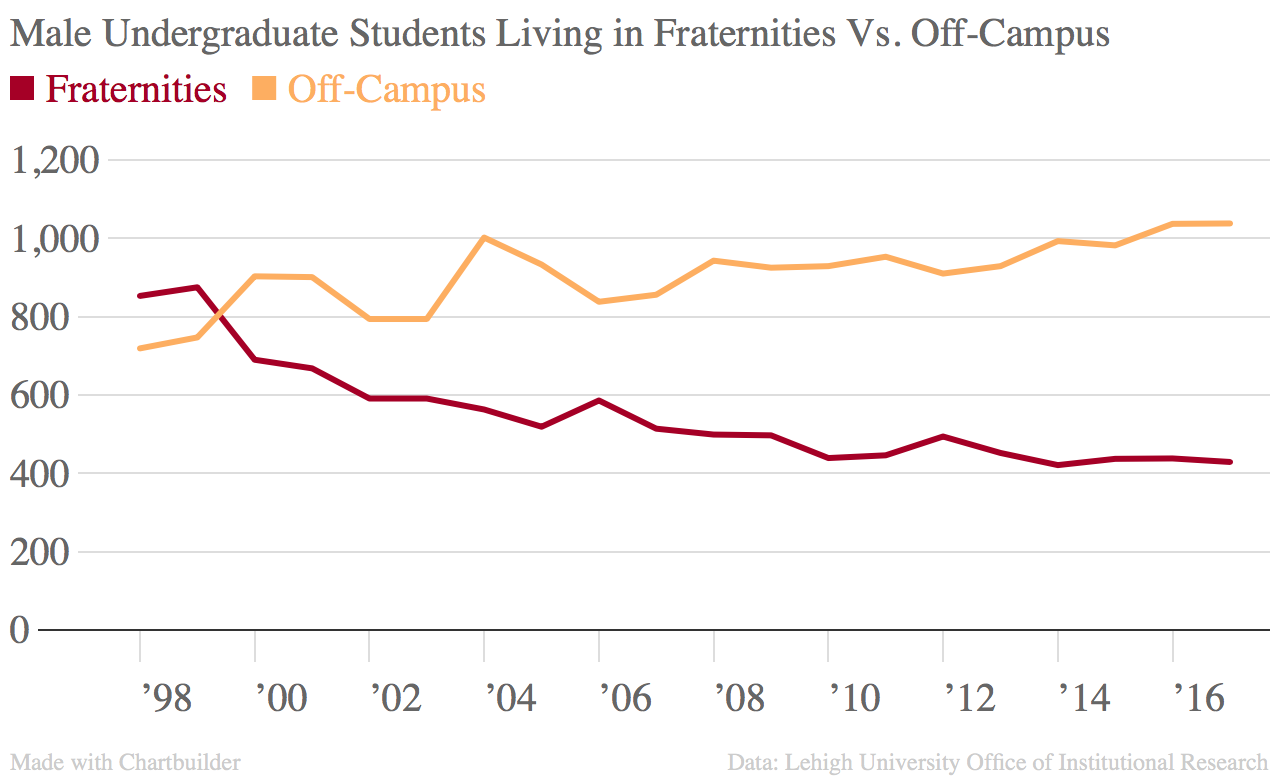 Male Undergraduate Students Living in Fraternities Vs. Off-Campus
Fraternities Off-Campus
1,200
1,000
800
600
400
200
0
’98 ’00 ’02 ’04 ’06 ’08 ’10 ’12 ’14 ’16
Made with Chartbuilder Data: Lehigh University Office of Institutional Research